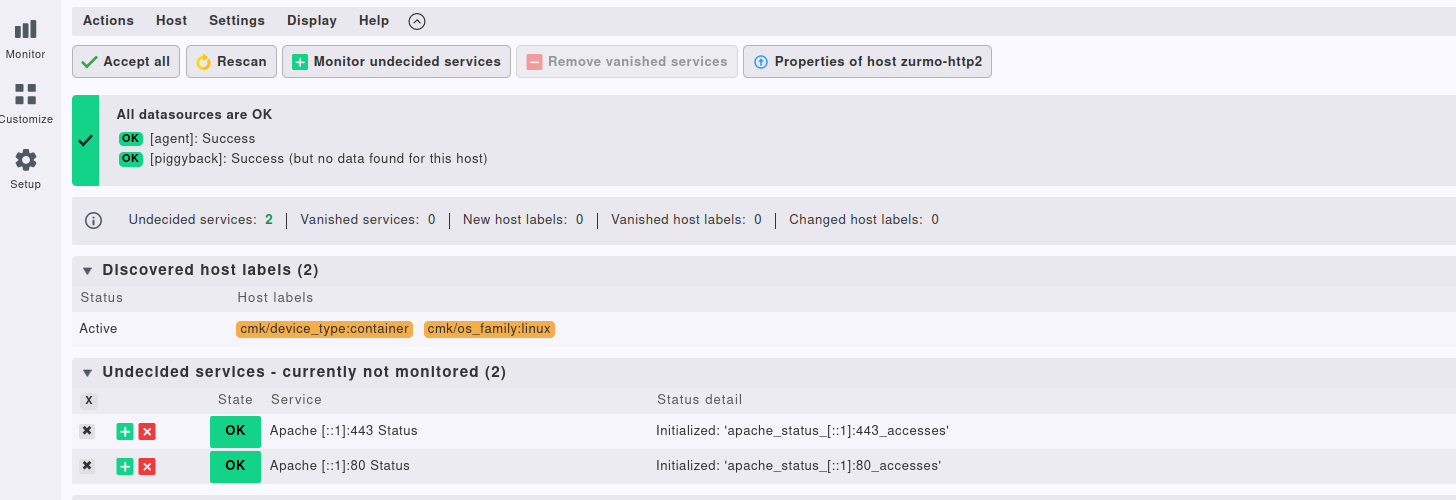 Actions Host Settings Display Help
Monitor
Accept all Rescan Monitor undecided services Remove vanished services Properties of host zurmo-http2
Customize
All datasources are OK
OK [agent]: Success
OK [piggyback]: Success (but no data found for this host)
Setup
Undecided services: 2 | Vanished services: 0 | New host labels: 0 | Vanished host labels: 0 | Changed host labels: 0
Discovered host labels (2)
Status Host labels
Active cmk/device_type:container cmk/os_family:linux
Undecided services - currently not monitored (2)
X State Service Status detail
OK Apache [::1]:443 Status Initialized: 'apache_status_[::1]:443_accesses'
OK Apache [::1]:80 Status Initialized: 'apache_status_[::1]:80_accesses'